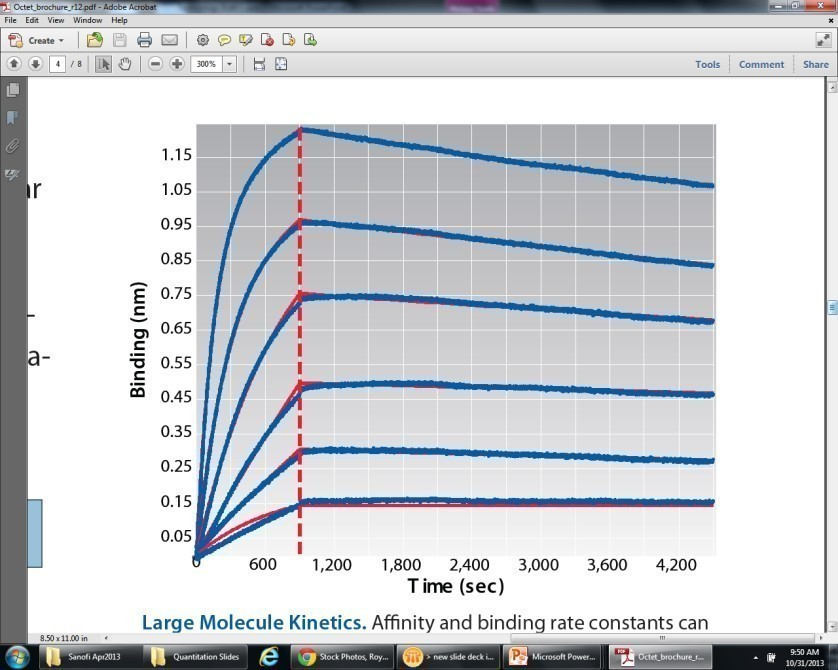 Octet_brochure_r12.pdf - Adobe Acrobat
File Edit View Window Help
Create
4 / 8 300% Tools Comment Share
ar
a-
1.15
1.05
0.95
0.85
0.75
0.65
0.55
0.45
0.35
0.25
0.15
0.05
Binding (nm)
0 600 1,200 1,800 2,400 3,000 3,600 4,200
Time (sec)
Large Molecule Kinetics. Affinity and binding rate constants can
8.50 x 11.00 in
Sanofi Apr2013 Quantitation Slides Stock Photos, Roy... > new slide deck i... Microsoft Power... Octet_brochure_r... 9:50 AM
10/31/2013